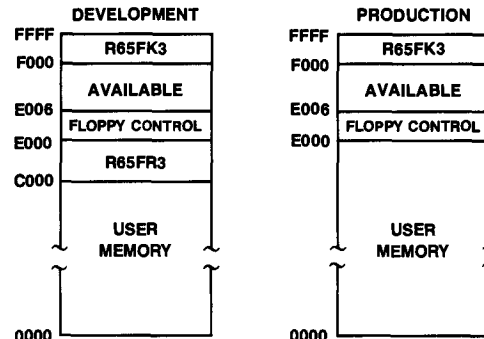 DEVELOPMENT
FFFF
R65FK3
F000
AVAILABLE
E006
FLOPPY CONTROL
E000
R65FR3
C000
USER
MEMORY
0000
PRODUCTION
FFFF
R65FK3
F000
AVAILABLE
E006
FLOPPY CONTROL
E000
USER
MEMORY
0000